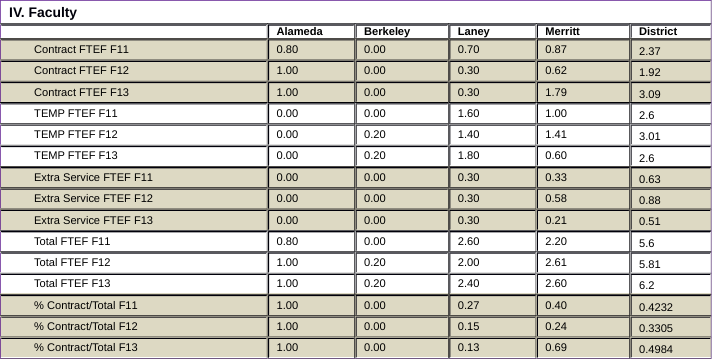 IV. Faculty
Alameda Berkeley Laney Merritt District
Contract FTEF F11 0.80 0.00 0.70 0.87 2.37
Contract FTEF F12 1.00 0.00 0.30 0.62 1.92
Contract FTEF F13 1.00 0.00 0.30 1.79 3.09
TEMP FTEF F11 0.00 0.00 1.60 1.00 2.6
TEMP FTEF F12 0.00 0.20 1.40 1.41 3.01
TEMP FTEF F13 0.00 0.20 1.80 0.60 2.6
Extra Service FTEF F11 0.00 0.00 0.30 0.33 0.63
Extra Service FTEF F12 0.00 0.00 0.30 0.58 0.88
Extra Service FTEF F13 0.00 0.00 0.30 0.21 0.51
Total FTEF F11 0.80 0.00 2.60 2.20 5.6
Total FTEF F12 1.00 0.20 2.00 2.61 5.81
Total FTEF F13 1.00 0.20 2.40 2.60 6.2
% Contract/Total F11 1.00 0.00 0.27 0.40 0.4232
% Contract/Total F12 1.00 0.00 0.15 0.24 0.3305
% Contract/Total F13 1.00 0.00 0.13 0.69 0.4984